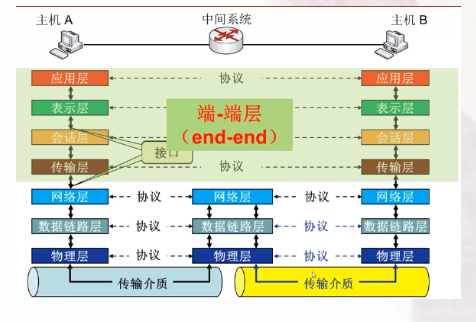 主机 A 中间系统 主机 B
应用层 协议 应用层
表示层 表示层
端-端层
（end-end）
会话层 会话层
接口
传输层 协议 传输层
网络层 协议 网络层 协议 网络层
数据链路层 协议 数据链路层 协议 数据链路层
物理层 协议 物理层 协议 物理层
传输介质 传输介质